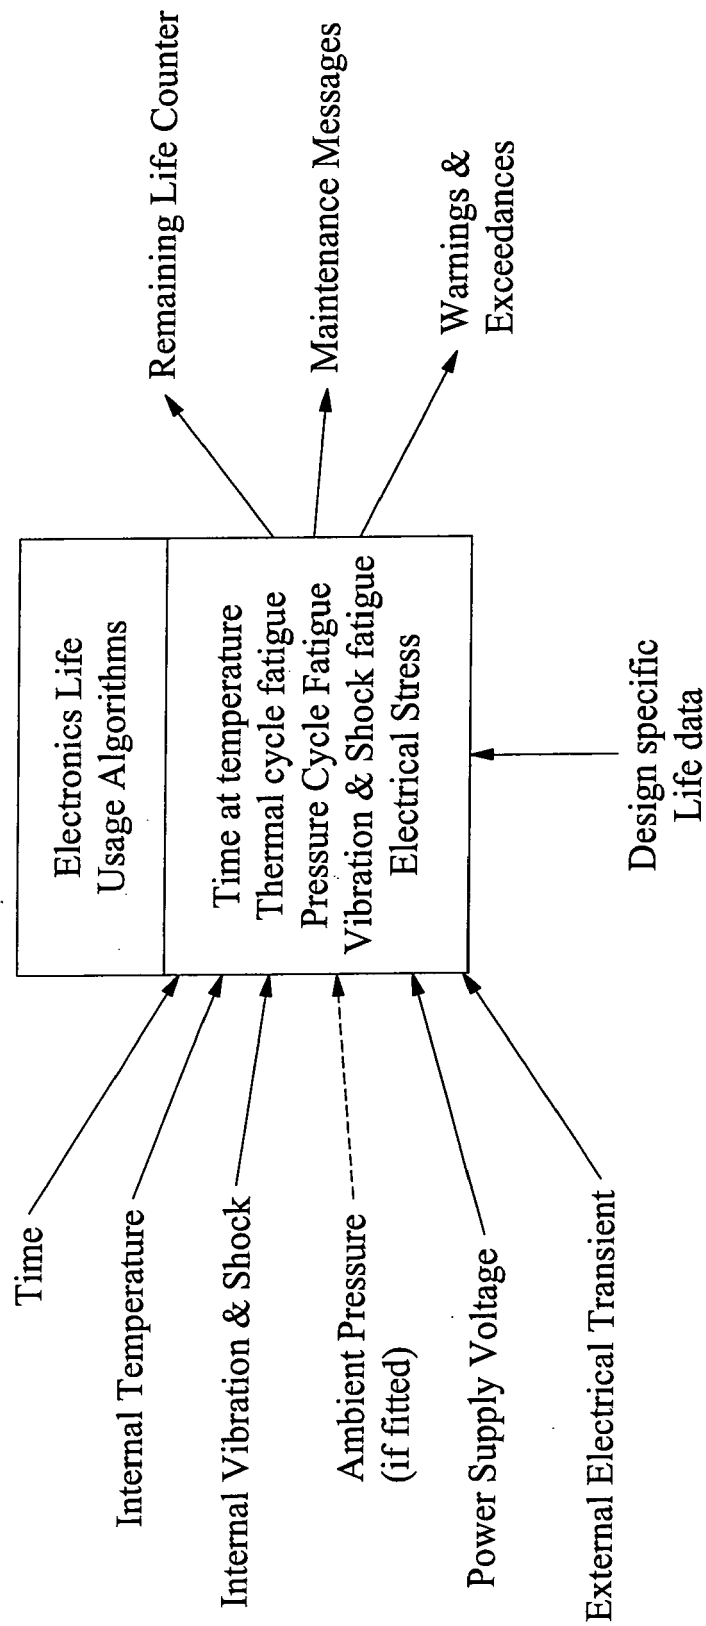 Time
Internal Temperature
Internal Vibration & Shock
Ambient Pressure
(if fitted)
Power Supply Voltage
External Electrical Transient
Electronics Life
Usage Algorithms
Time at temperature
Thermal cycle fatigue
Pressure Cycle Fatigue
Vibration & Shock fatigue
Electrical Stress
Design specific
Life data
Remaining Life Counter
Maintenance Messages
Warnings &
Exceedances